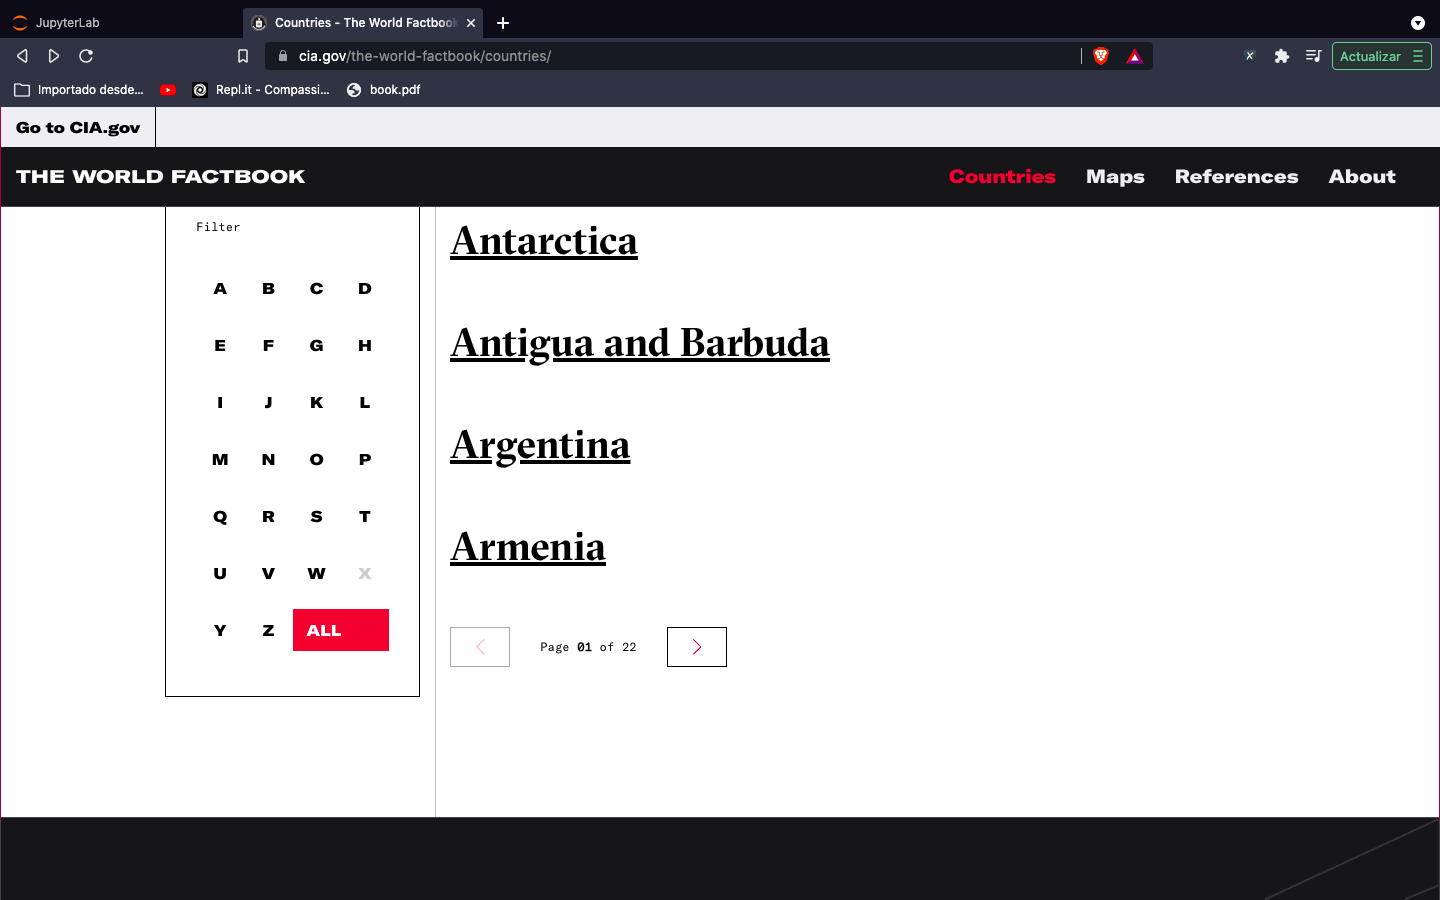 JupyterLab
Countries - The World Factbook
cia.gov/the-world-factbook/countries/
Actualizar
Importado desde...
Repl.it - Compassi...
book.pdf
Go to CIA.gov
THE WORLD FACTBOOK
Countries
Maps
References
About
Filter
A B C D
E F G H
I J K L
M N O P
Q R S T
U V W X
Y Z ALL
Antarctica
Antigua and Barbuda
Argentina
Armenia
Page 01 of 22